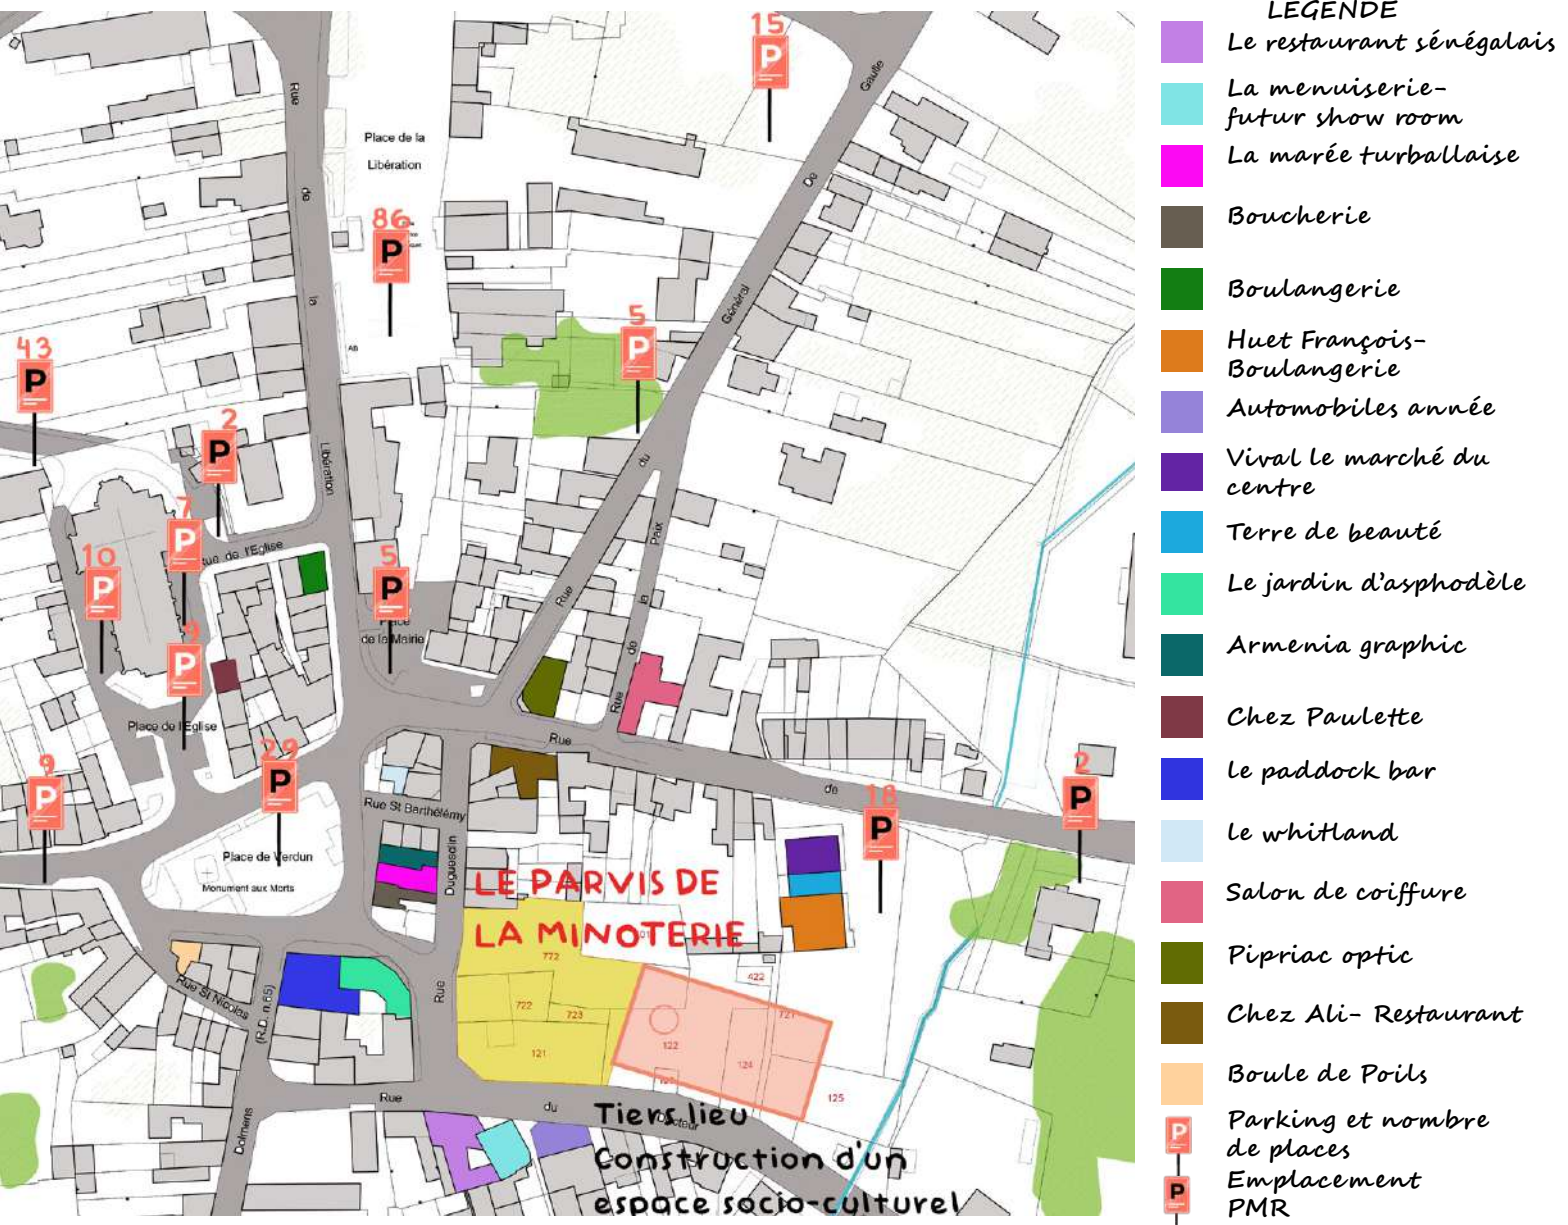 LEGENDE
Le restaurant sénégalais
La menuiserie-
futur show room
La marée turballaise
Boucherie
Boulangerie
Huet François-
Boulangerie
Automobiles année
Vival le marché du
centre
Terre de beauté
Le jardin d'asphodèle
Armenia graphic
Chez Paulette
le paddock bar
le whitland
Salon de coiffure
Pipriac optic
Chez Ali- Restaurant
Boule de Poils
P
Parking et nombre
de places
P
Emplacement
PMR
15
P
Gaulle
De
Général
du
Rue
Rue
de
la
Libération
Place de la
Libération
86
P
AB
5
P
43
P
2
P
7
P
10
P
Rue de l'Eglise
9
P
5
P
Place
de la Mairie
Paix
la
de
Rue
Place de l'Eglise
9
P
29
P
Rue
de
18
P
2
P
Rue St Barthélémy
Place de Verdun
Monument aux Morts
Duguesclin
Rue
LE PARVIS DE
LA MINOTERIE
772
722
723
121
422
721
122
124
125
Rue St Nicolas
(R.D. n.65)
Dolmens
Rue
du
Docteur
Tiers lieu
Construction d'un
espace socio-culturel